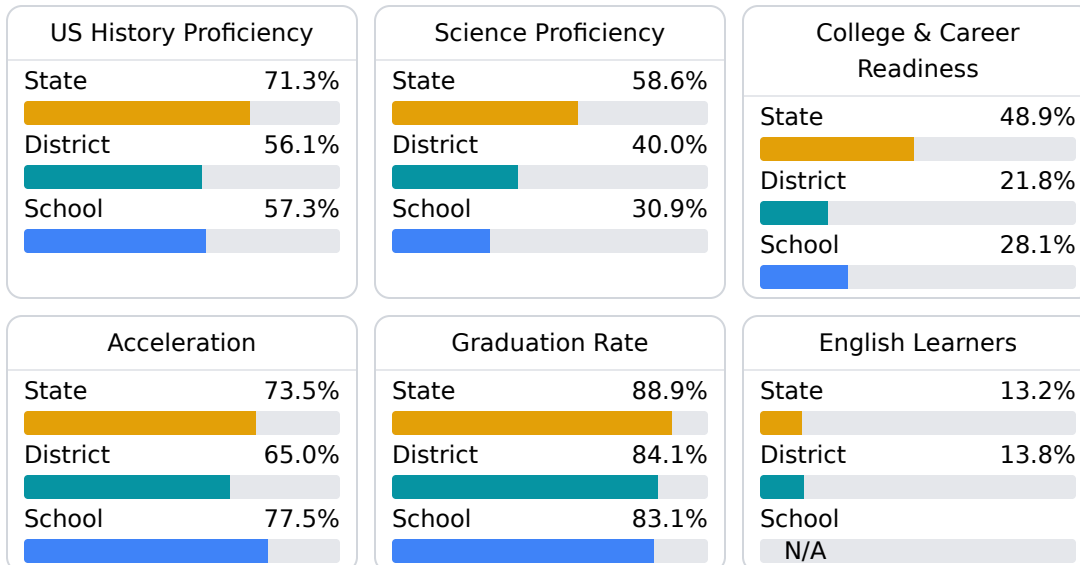 US History Proficiency
State 71.3%
District 56.1%
School 57.3%
Science Proficiency
State 58.6%
District 40.0%
School 30.9%
College & Career
Readiness
State 48.9%
District 21.8%
School 28.1%
Acceleration
State 73.5%
District 65.0%
School 77.5%
Graduation Rate
State 88.9%
District 84.1%
School 83.1%
English Learners
State 13.2%
District 13.8%
School
N/A